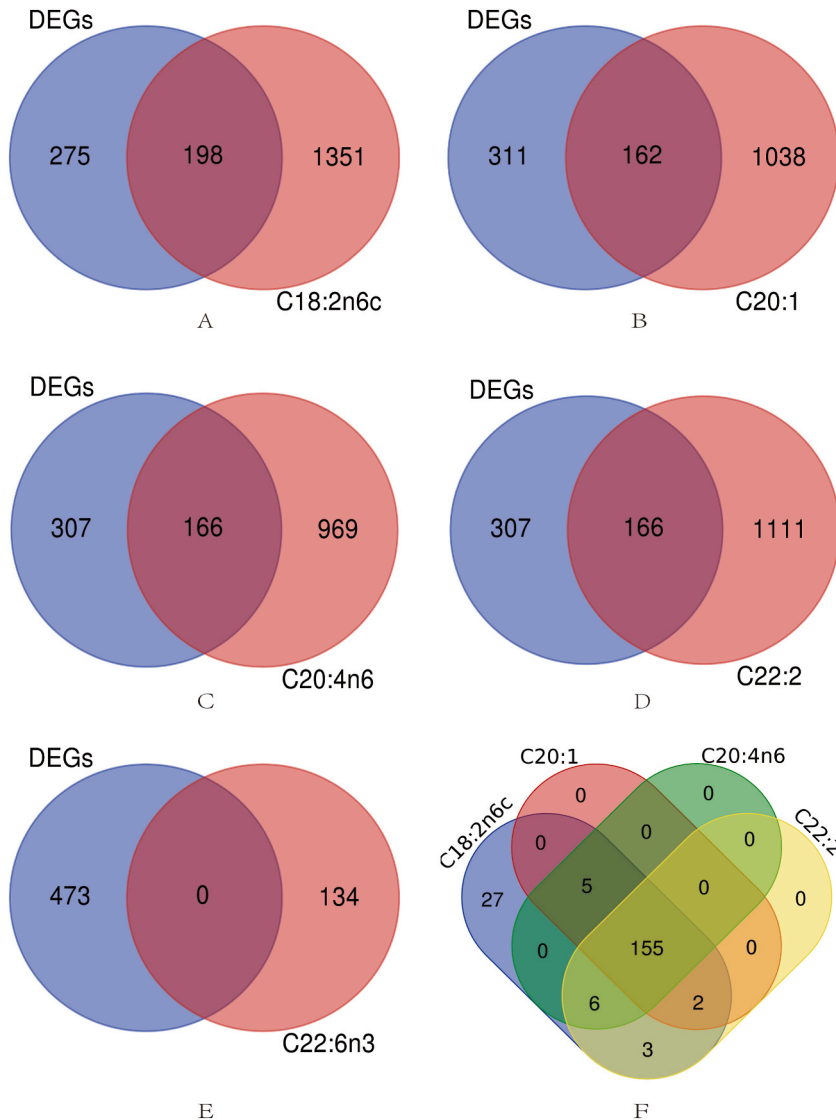 DEGs
275 198 1351
C18:2n6c
A
DEGs
311 162 1038
C20:1
B
DEGs
307 166 969
C20:4n6
C
DEGs
307 166 1111
C22:2
D
DEGs
473 0 134
C22:6n3
E
C20:1 C20:4n6
C18:2n6c C22:2
0 0
0 0 0
27 5 0 0
0 155 0
6 2
3
F